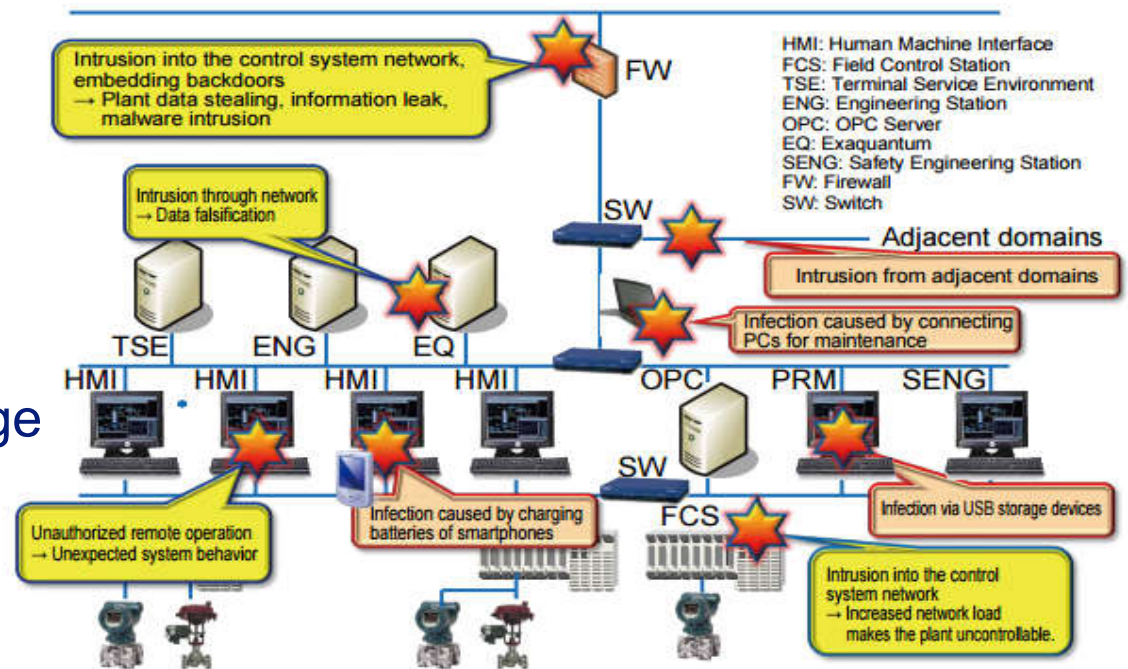 Intrusion into the control system network,
embedding backdoors
→ Plant data stealing, information leak,
malware intrusion
FW
HMI: Human Machine Interface
FCS: Field Control Station
TSE: Terminal Service Environment
ENG: Engineering Station
OPC: OPC Server
EQ: Exaquantum
SENG: Safety Engineering Station
FW: Firewall
SW: Switch
Intrusion through network
→ Data falsification
SW
Adjacent domains
Intrusion from adjacent domains
Infection caused by connecting
PCs for maintenance
TSE
ENG
EQ
HMI
HMI
HMI
HMI
OPC
PRM
SENG
ge
SW
FCS
Unauthorized remote operation
→ Unexpected system behavior
Infection caused by charging
batteries of smartphones
Infection via USB storage devices
Intrusion into the control
system network
→ Increased network load
makes the plant uncontrollable.